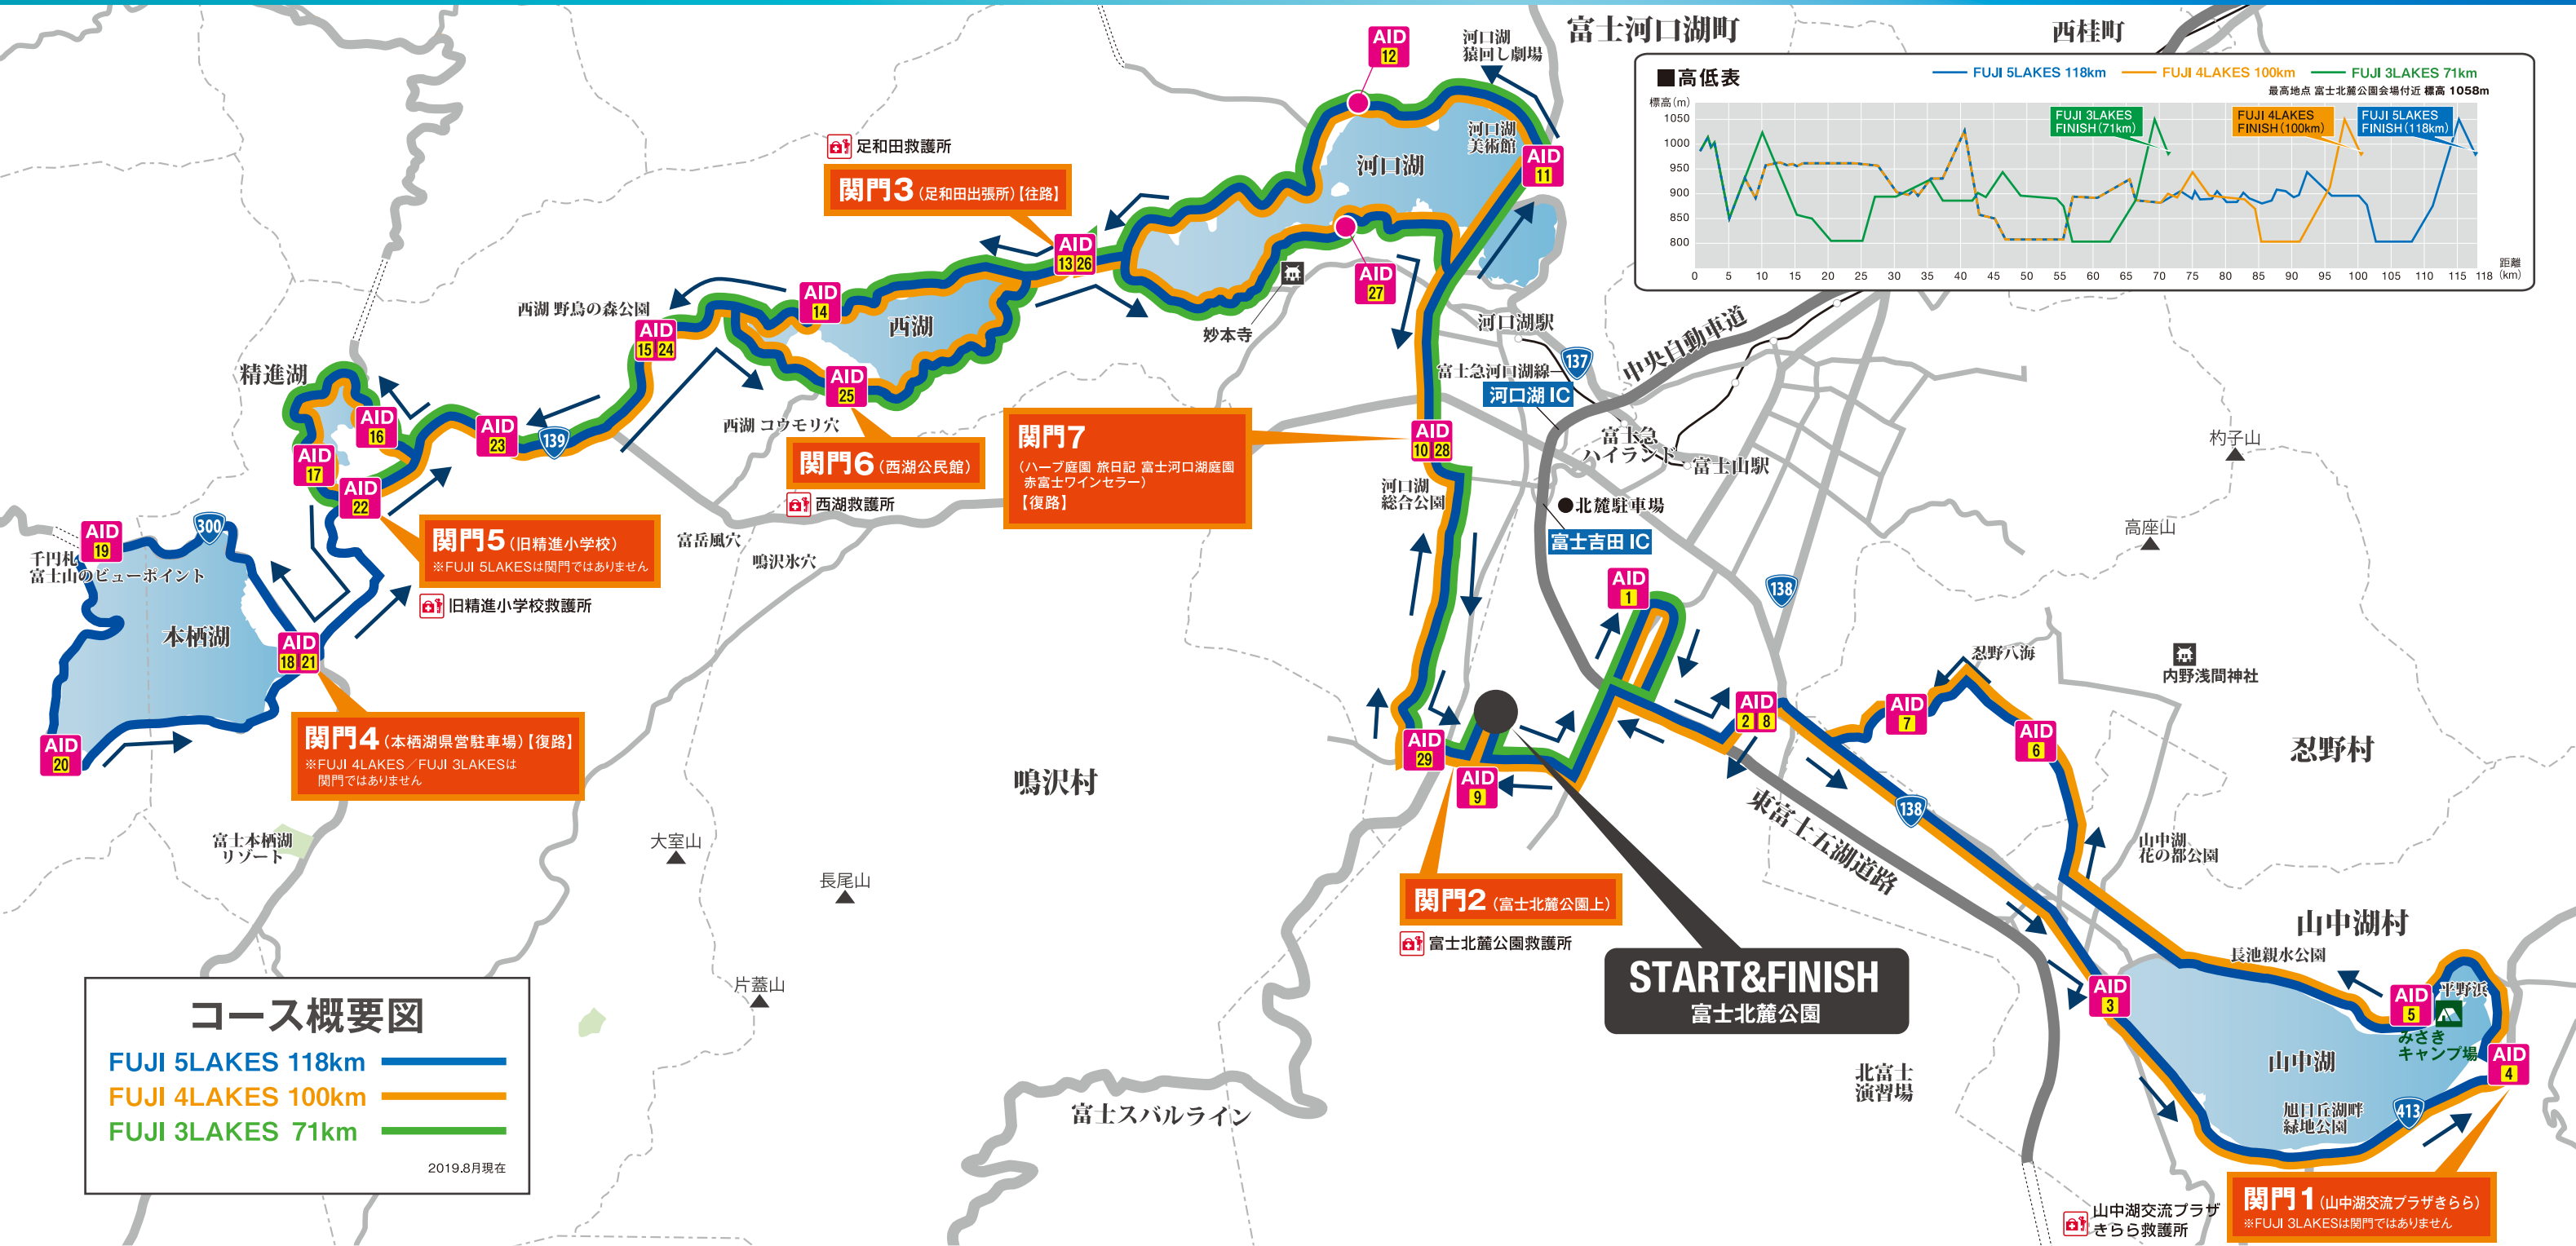 富士河口湖町
西桂町
■高低表
FUJI 5LAKES 118km
FUJI 4LAKES 100km
FUJI 3LAKES 71km
最高地点 富士北麓公園会場付近 標高 1058m
標高(m)
1050
1000
950
900
850
800
FUJI 3LAKES
FINISH(71km)
FUJI 4LAKES
FINISH(100km)
FUJI 5LAKES
FINISH(118km)
0 5 10 15 20 25 30 35 40 45 50 55 60 65 70 75 80 85 90 95 100 105 110 115 118
距離
(km)
AID
12
河口湖
猿回し劇場
河口湖
美術館
AID
11
河口湖
足和田救護所
関門3(足和田出張所)【往路】
AID
13 26
AID
27
妙本寺
AID
14
西湖
西湖 野鳥の森公園
AID
15 24
AID
25
西湖 コウモリ穴
関門6(西湖公民館)
西湖救護所
精進湖
AID
16
AID
17
AID
23
139
AID
22
関門5(旧精進小学校)
※FUJI 5LAKESは関門ではありません
旧精進小学校救護所
富岳風穴
鳴沢氷穴
300
AID
19
千円札
富士山のビューポイント
本栖湖
AID
18 21
AID
20
関門4(本栖湖県営駐車場)【復路】
※FUJI 4LAKES/FUJI 3LAKESは
関門ではありません
富士本栖湖
リゾート
関門7
(ハーブ庭園 旅日記 富士河口湖庭園
赤富士ワインセラー)
【復路】
AID
10 28
河口湖
総合公園
河口湖駅
137
中央自動車道
富士急河口湖線
河口湖 IC
富士急
ハイランド
富士山駅
●北麓駐車場
富士吉田 IC
杓子山
高座山
138
AID
1
AID
2 8
忍野八海
内野浅間神社
AID
7
AID
6
忍野村
138
AID
29
AID
9
鳴沢村
東富士五湖道路
山中湖
花の都公園
大室山
長尾山
片蓋山
関門2(富士北麓公園上)
富士北麓公園救護所
START&FINISH
富士北麓公園
山中湖村
長池親水公園
AID
3
AID
5
平野浜
みさき
キャンプ場
AID
4
山中湖
旭日丘湖畔
緑地公園
413
北富士
演習場
富士スバルライン
関門1(山中湖交流プラザきらら)
※FUJI 3LAKESは関門ではありません
山中湖交流プラザ
きらら救護所
コース概要図
FUJI 5LAKES 118km
FUJI 4LAKES 100km
FUJI 3LAKES 71km
2019.8月現在